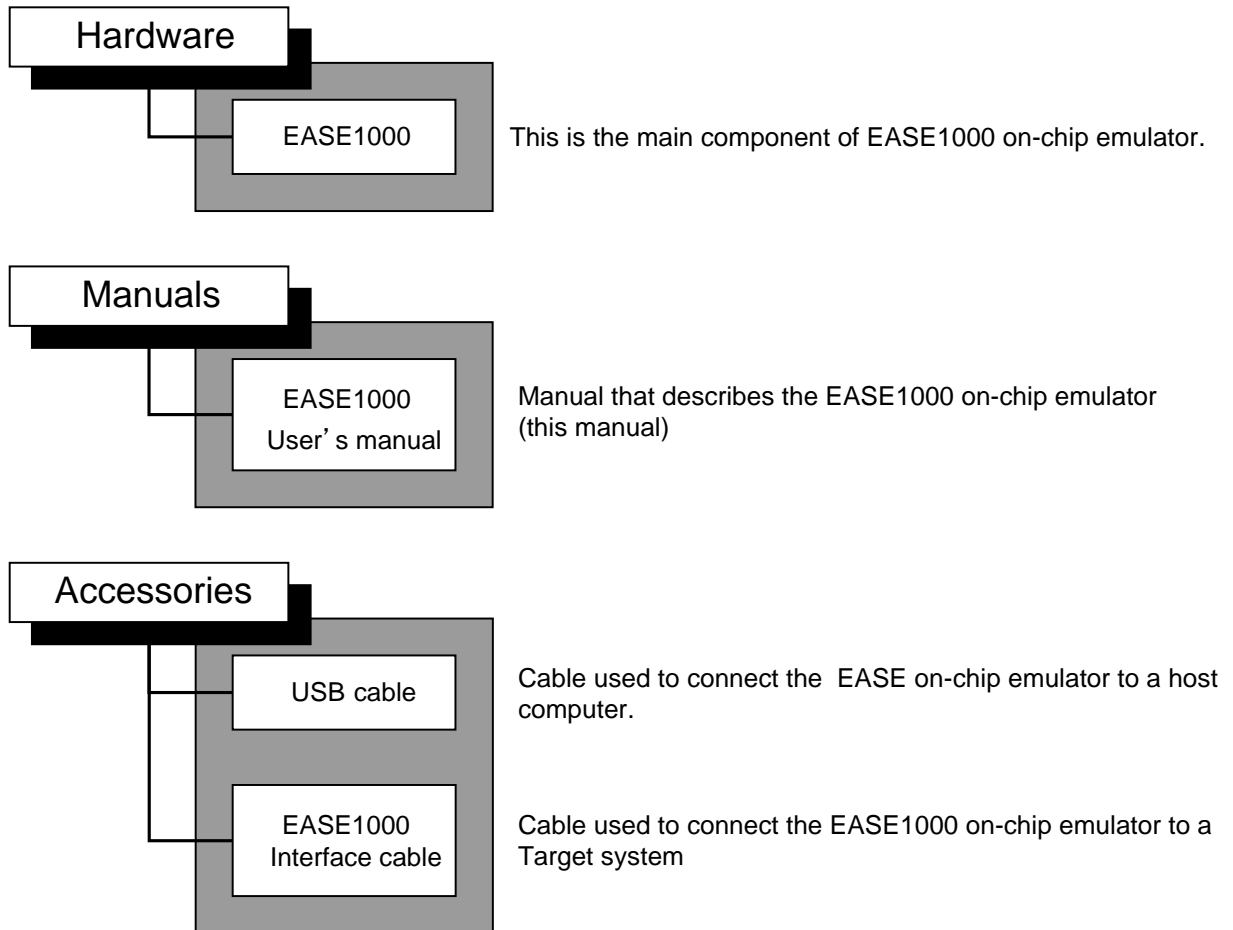 Hardware
EASE1000
This is the main component of EASE1000 on-chip emulator.
Manuals
EASE1000
User’s manual
Manual that describes the EASE1000 on-chip emulator
(this manual)
Accessories
USB cable
Cable used to connect the EASE on-chip emulator to a host
computer.
EASE1000
Interface cable
Cable used to connect the EASE1000 on-chip emulator to a
Target system